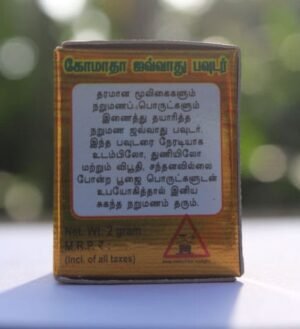 கோமாதா ஜவ்வாது பவுடர்
தரமான மூலிகைகளும்
நறுமணப் பொருட்களும்
இணைத்து தயாரித்த
நறுமண ஜவ்வாது பவுடர்.
இந்த பவுடரை நேரடியாக
உடம்பிலோ, துணியிலோ
மற்றும் விபூதி, சந்தனவில்லை
போன்ற பூஜை பொருட்களுடன்
உபயோகித்தால் இனிய
சுகந்த நறுமணம் தரும்.
Net. Wt: 2 gram
M.R.P. ₹ :
(Incl. of all taxes)